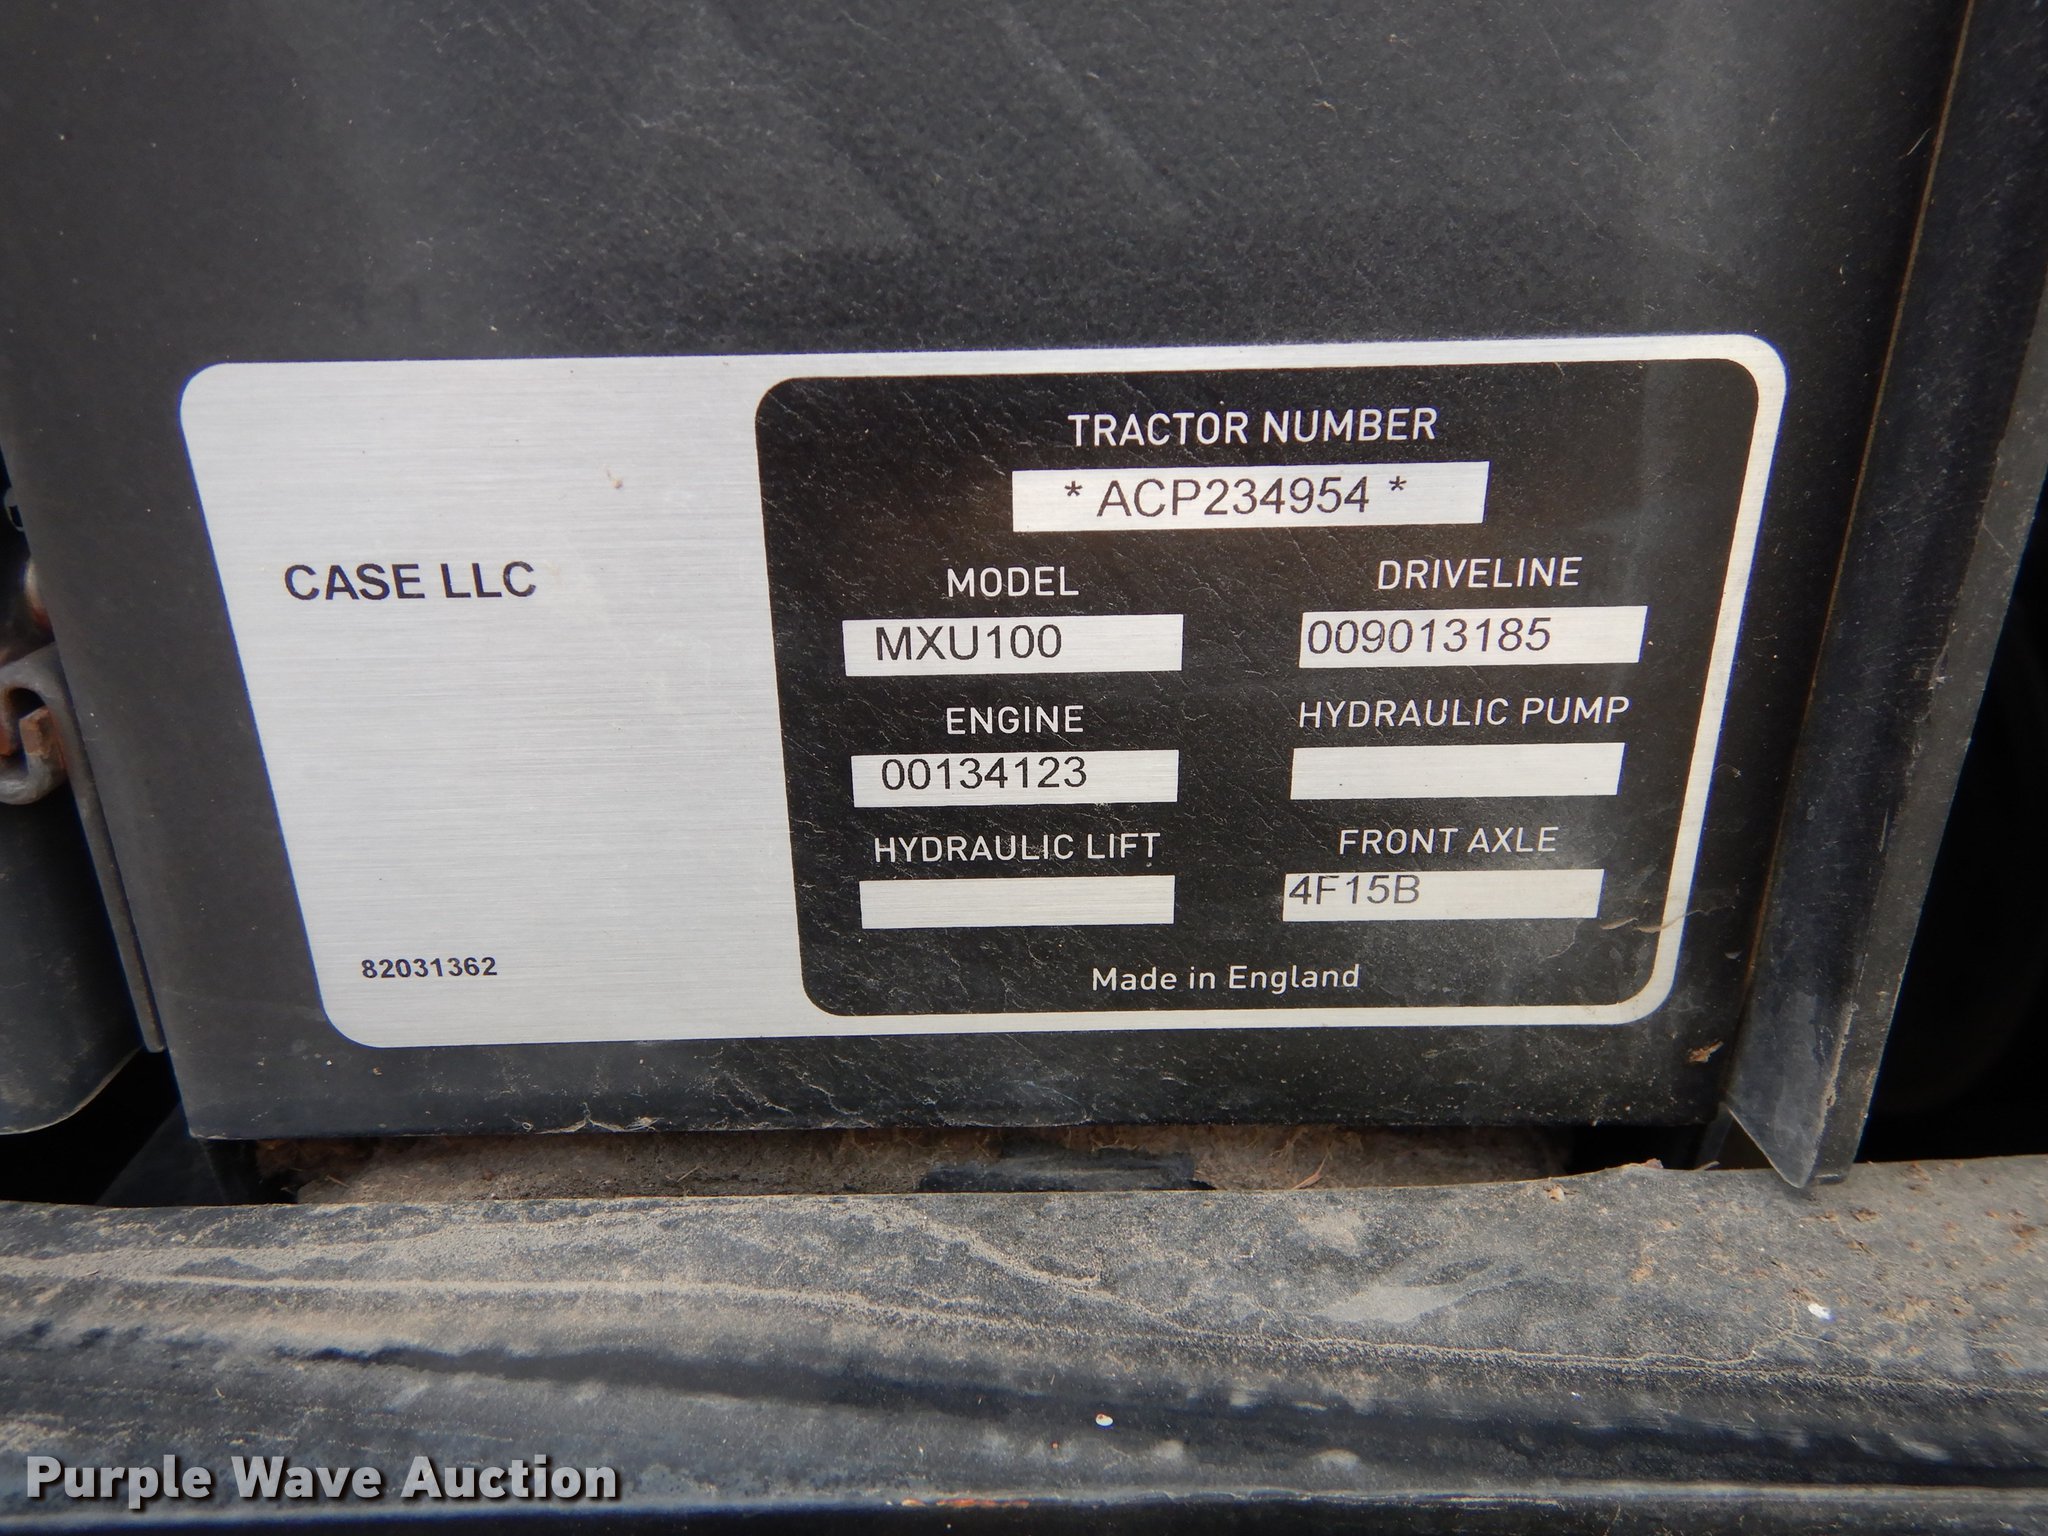 CASE LLC
82031362
TRACTOR NUMBER
* ACP234954 *
MODEL DRIVELINE
MXU100 009013185
ENGINE HYDRAULIC PUMP
00134123
HYDRAULIC LIFT FRONT AXLE
4F15B
Made in England
Purple Wave Auction